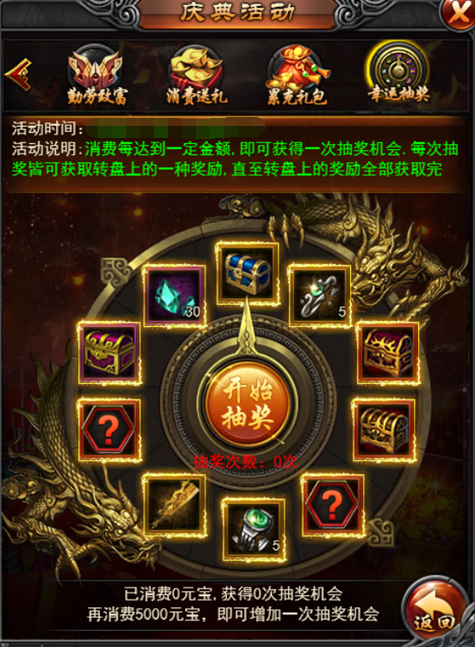 庆典活动
勤劳致富 消费送礼 累充礼包 幸运抽奖
活动时间:
活动说明:消费每达到一定金额,即可获得一次抽奖机会,每次抽
奖皆可获取转盘上的一种奖励,直至转盘上的奖励全部获取完
30
5
?
开始
抽奖
抽奖次数：0次
?
5
已消费0元宝,获得0次抽奖机会
再消费5000元宝，即可增加一次抽奖机会
返回